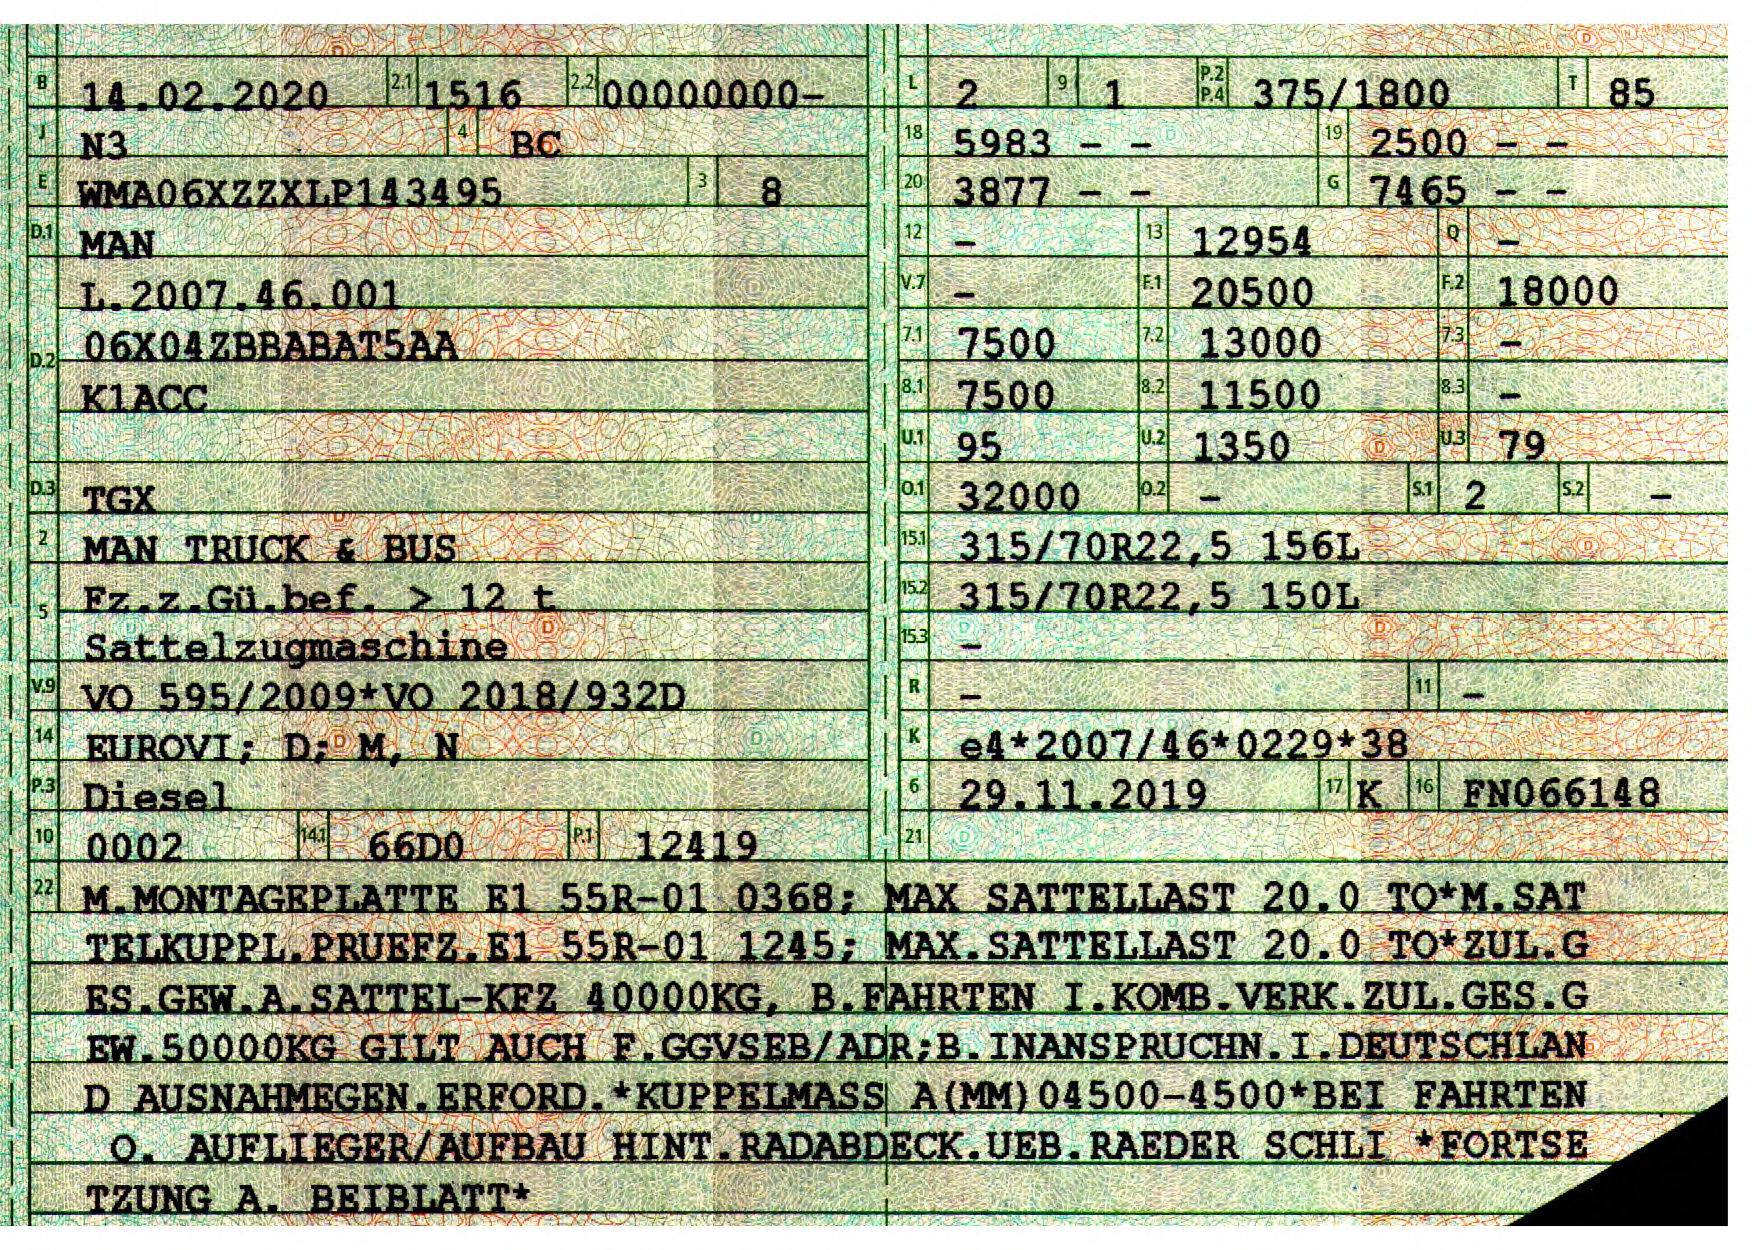 B 14.02.2020 2.1 1516 2.2 00000000-
J N3 4 BC
E WMA06XZZXLP143495 3 8
D.1 MAN
L.2007.46.001
D.2 06X04ZBBABAT5AA
K1ACC
D.3 TGX
2 MAN TRUCK & BUS
5 Fz.z.Gü.bef. > 12 t
Sattelzugmaschine
V.9 VO 595/2009*VO 2018/932D
14 EUROVI; D; M, N
P.3 Diesel
10 0002 14.1 66D0 P.1 12419
L 2 9 1 P.2 P.4 375/1800 T 85
18 5983 – – 19 2500 – –
20 3877 – – G 7465 – –
12 – 13 12954 Q –
V.7 – F.1 20500 F.2 18000
7.1 7500 7.2 13000 7.3 –
8.1 7500 8.2 11500 8.3 –
U.1 95 U.2 1350 U.3 79
O.1 32000 O.2 – S.1 2 S.2 –
15.1 315/70R22,5 156L
15.2 315/70R22,5 150L
15.3 –
R – 11 –
K e4*2007/46*0229*38
6 29.11.2019 17 K 16 FN066148
21
22 M.MONTAGEPLATTE E1 55R-01 0368; MAX SATTELLAST 20.0 TO*M.SAT
TELKUPPL.PRUEFZ.E1 55R-01 1245; MAX.SATTELLAST 20.0 TO*ZUL.G
ES.GEW.A.SATTEL-KFZ 40000KG, B.FAHRTEN I.KOMB.VERK.ZUL.GES.G
EW.50000KG GILT AUCH F.GGVSEB/ADR;B.INANSPRUCHN.I.DEUTSCHLAN
D AUSNAHMEGEN.ERFORD.*KUPPELMASS A(MM)04500-4500*BEI FAHRTEN
O. AUFLIEGER/AUFBAU HINT.RADABDECK.UEB.RAEDER SCHLI *FORTSE
TZUNG A. BEIBLATT*